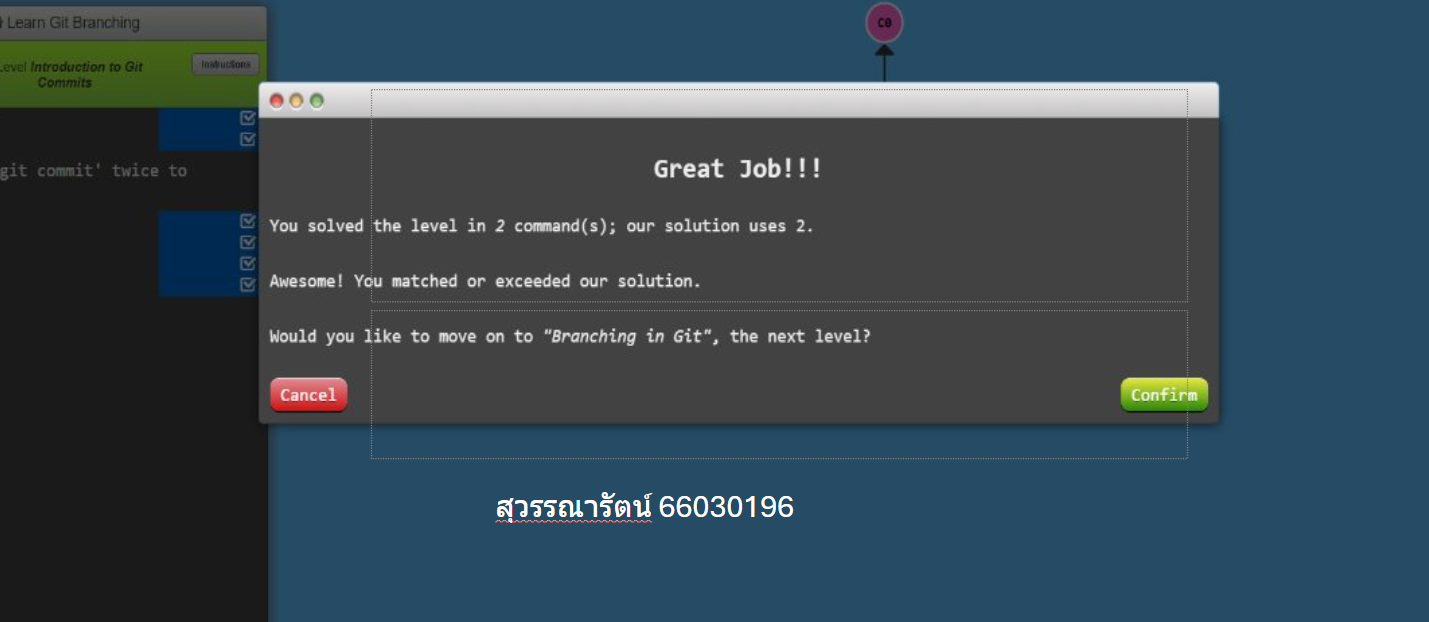 Learn Git Branching
Level Introduction to Git
Commits
Instructions
git commit' twice to
C0
Great Job!!!
You solved the level in 2 command(s); our solution uses 2.
Awesome! You matched or exceeded our solution.
Would you like to move on to "Branching in Git", the next level?
Cancel
Confirm
สุวรรณารัตน์ 66030196